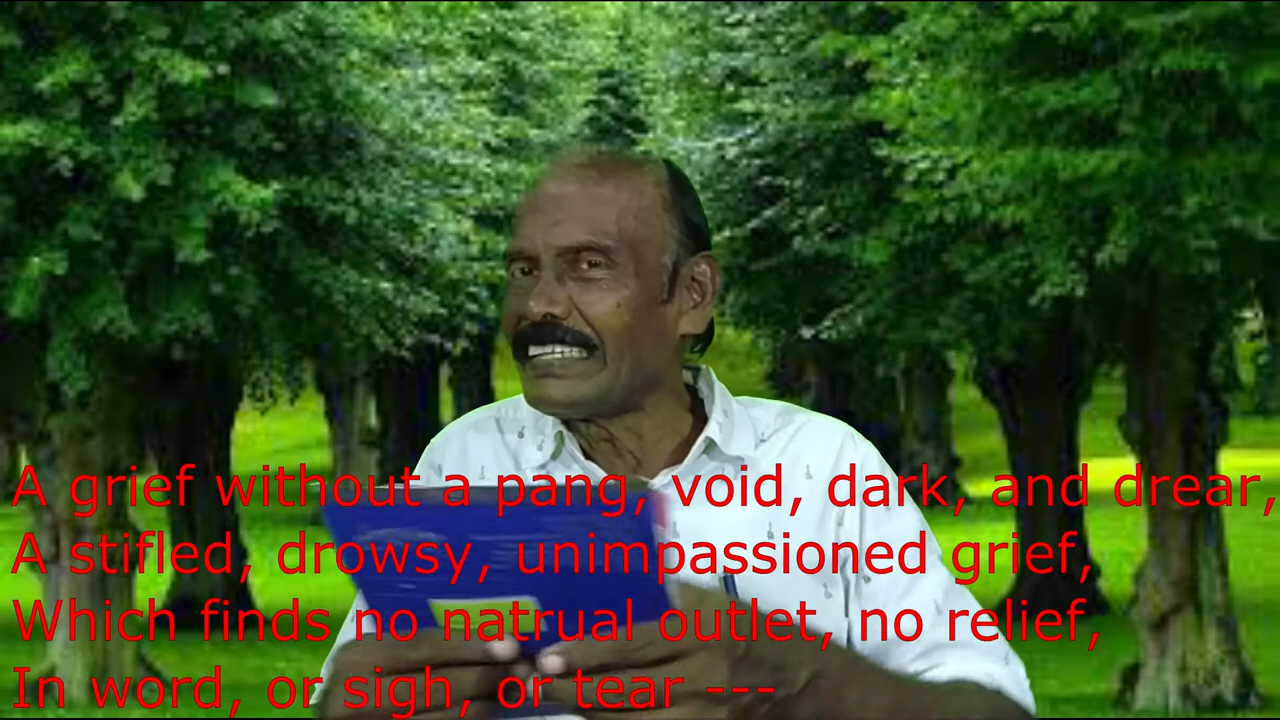 A grief without a pang, void, dark, and drear,
A stifled, drowsy, unimpassioned grief,
Which finds no natrual outlet, no relief,
In word, or sigh, or tear ---